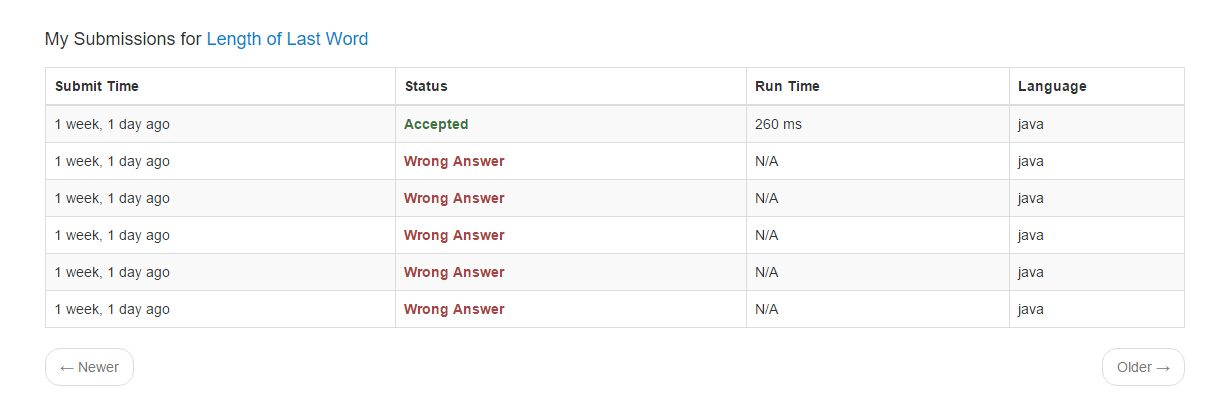 My Submissions for Length of Last Word
Submit Time Status Run Time Language
1 week, 1 day ago Accepted 260 ms java
1 week, 1 day ago Wrong Answer N/A java
1 week, 1 day ago Wrong Answer N/A java
1 week, 1 day ago Wrong Answer N/A java
1 week, 1 day ago Wrong Answer N/A java
1 week, 1 day ago Wrong Answer N/A java
← Newer Older →